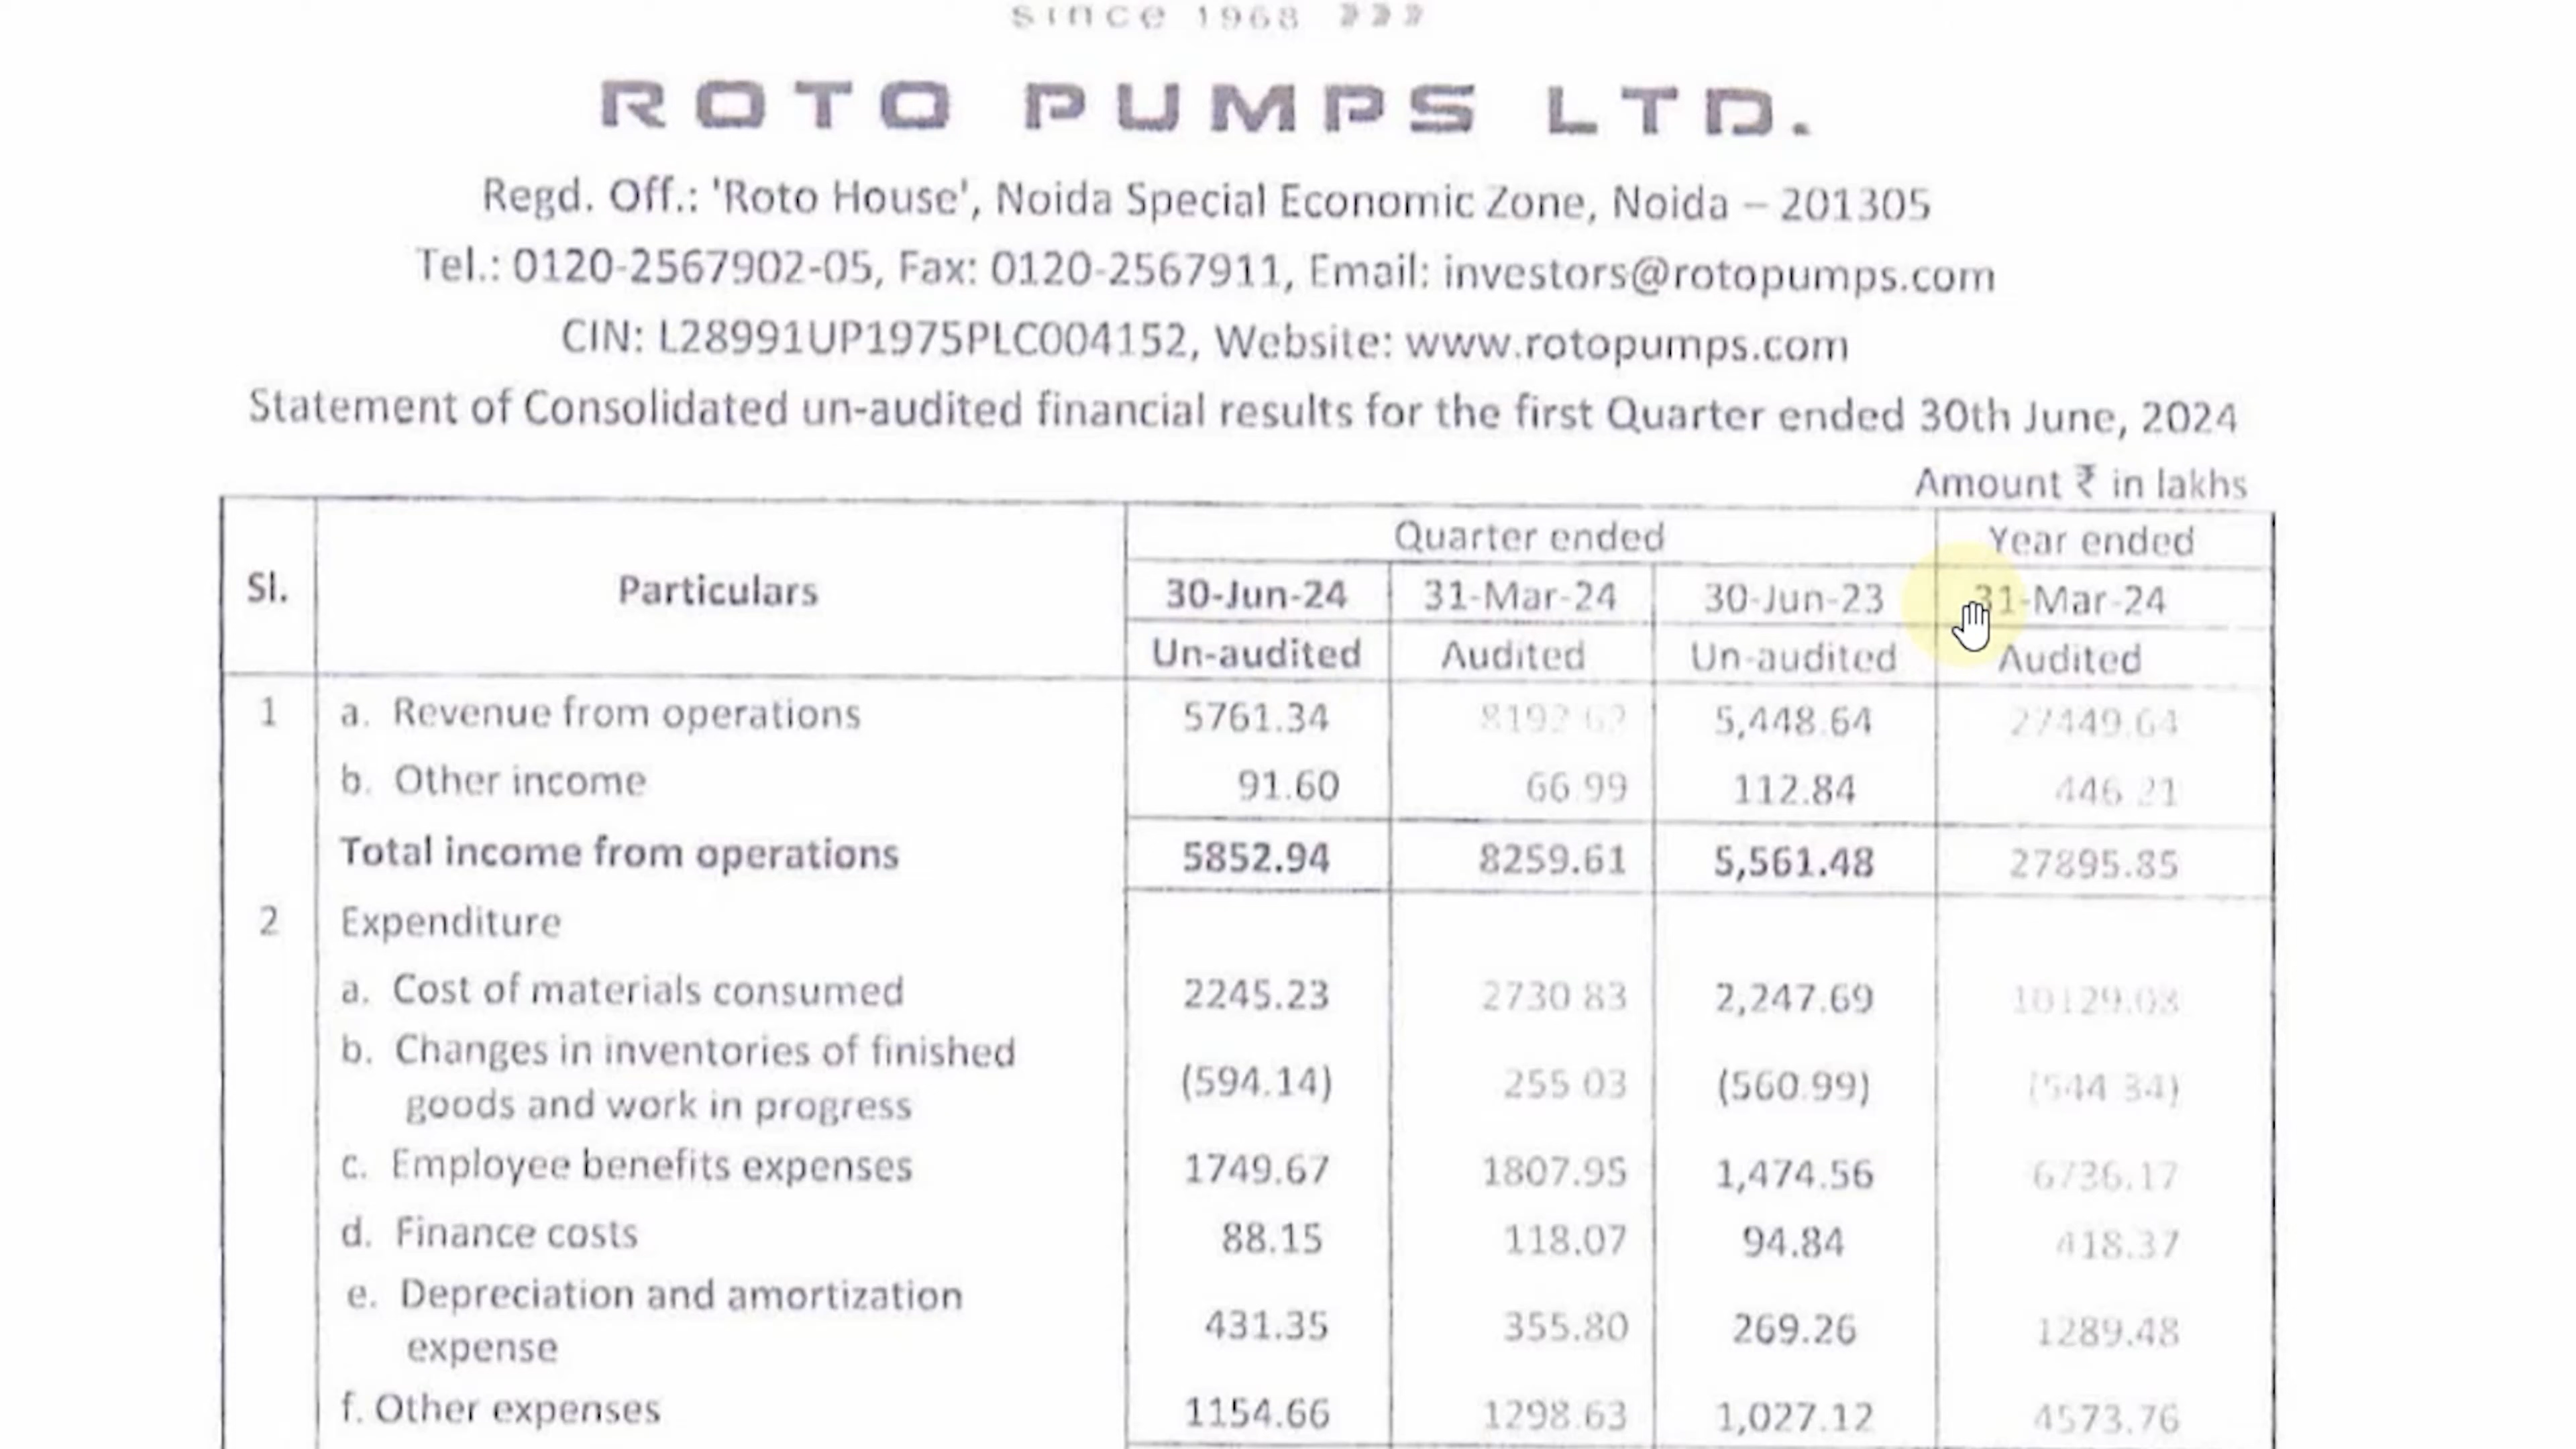 since 1968 »»»
ROTO PUMPS LTD.
Regd. Off.: 'Roto House', Noida Special Economic Zone, Noida – 201305
Tel.: 0120-2567902-05, Fax: 0120-2567911, Email: investors@rotopumps.com
CIN: L28991UP1975PLC004152, Website: www.rotopumps.com
Statement of Consolidated un-audited financial results for the first Quarter ended 30th June, 2024
Amount ₹ in lakhs
Quarter ended Year ended
Sl. Particulars 30-Jun-24 31-Mar-24 30-Jun-23 31-Mar-24
Un-audited Audited Un-audited Audited
1 a. Revenue from operations 5761.34 8192.62 5,448.64 27449.64
b. Other income 91.60 66.99 112.84 446.21
Total income from operations 5852.94 8259.61 5,561.48 27895.85
2 Expenditure
a. Cost of materials consumed 2245.23 2730.83 2,247.69 10129.08
b. Changes in inventories of finished
goods and work in progress (594.14) 255.03 (560.99) (544.34)
c. Employee benefits expenses 1749.67 1807.95 1,474.56 6736.17
d. Finance costs 88.15 118.07 94.84 418.37
e. Depreciation and amortization
expense 431.35 355.80 269.26 1289.48
f. Other expenses 1154.66 1298.63 1,027.12 4573.76